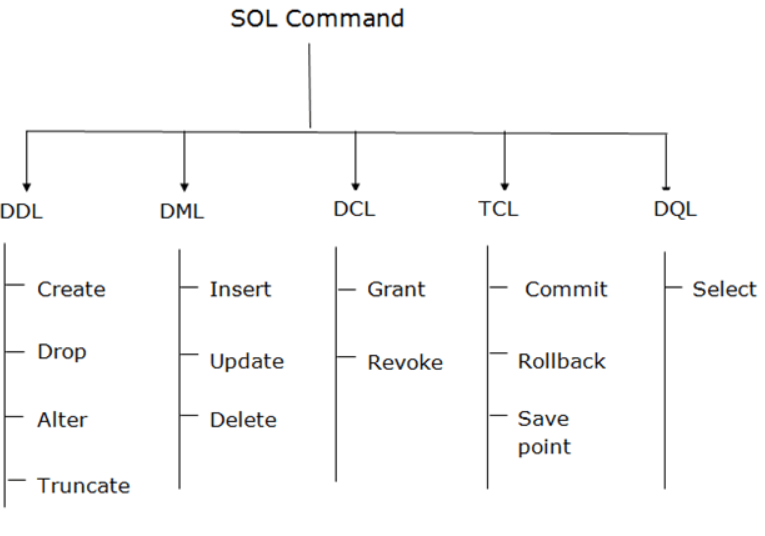 SOL Command
DDL
DML
DCL
TCL
DQL
Create
Drop
Alter
Truncate
Insert
Update
Delete
Grant
Revoke
Commit
Rollback
Save
point
Select